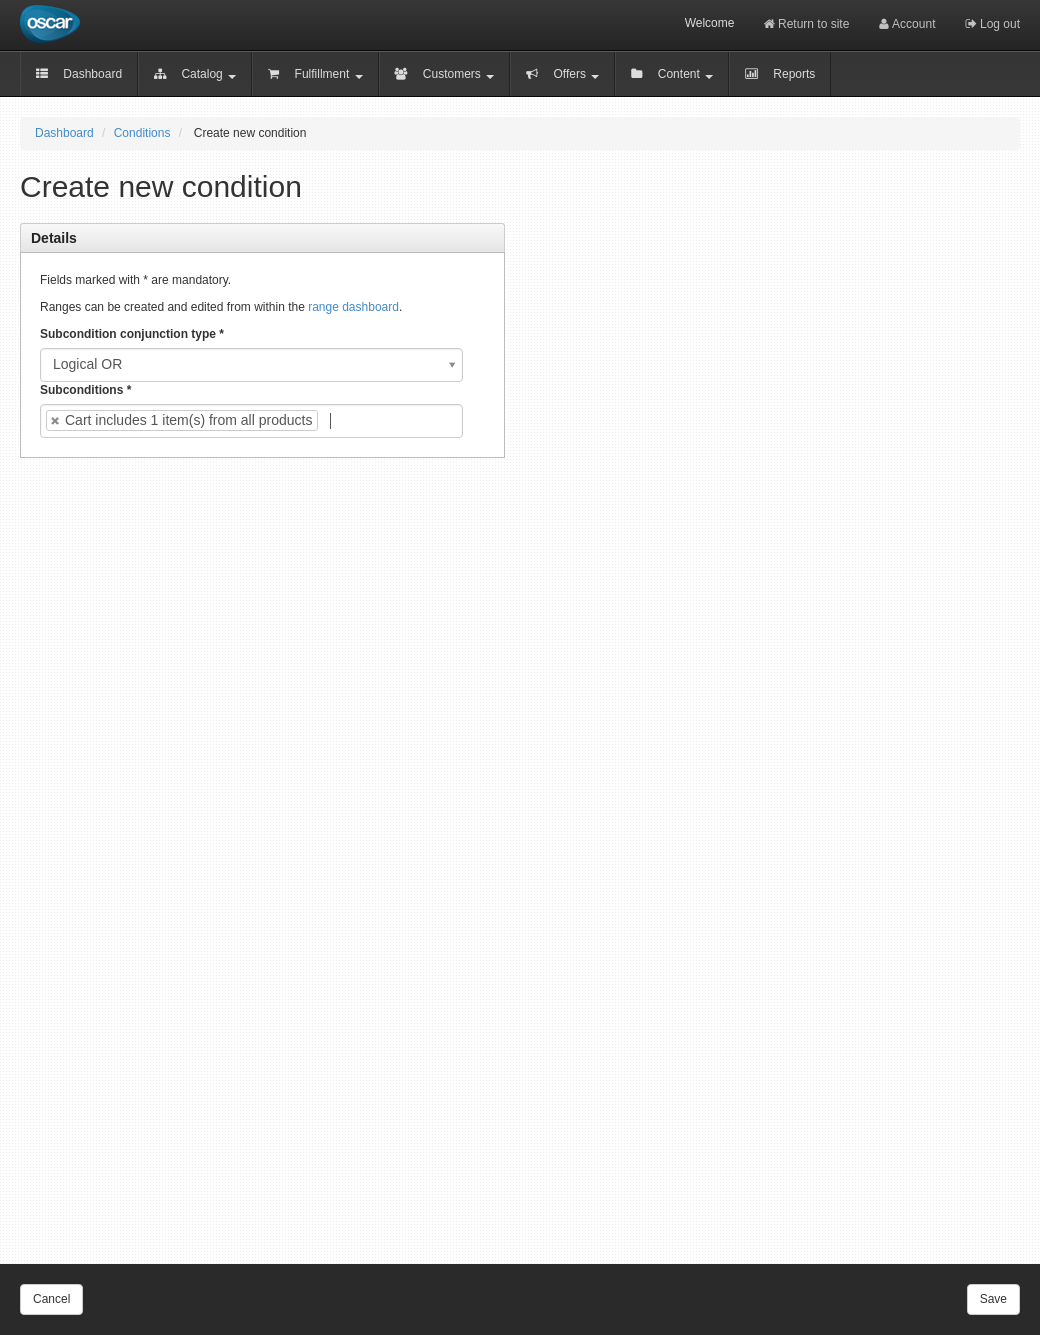 oscar
Welcome Return to site Account Log out
Dashboard Catalog Fulfillment Customers Offers Content Reports
Dashboard / Conditions / Create new condition
Create new condition
Details
Fields marked with * are mandatory.
Ranges can be created and edited from within the range dashboard.
Subcondition conjunction type *
Logical OR
Subconditions *
Cart includes 1 item(s) from all products
Cancel Save